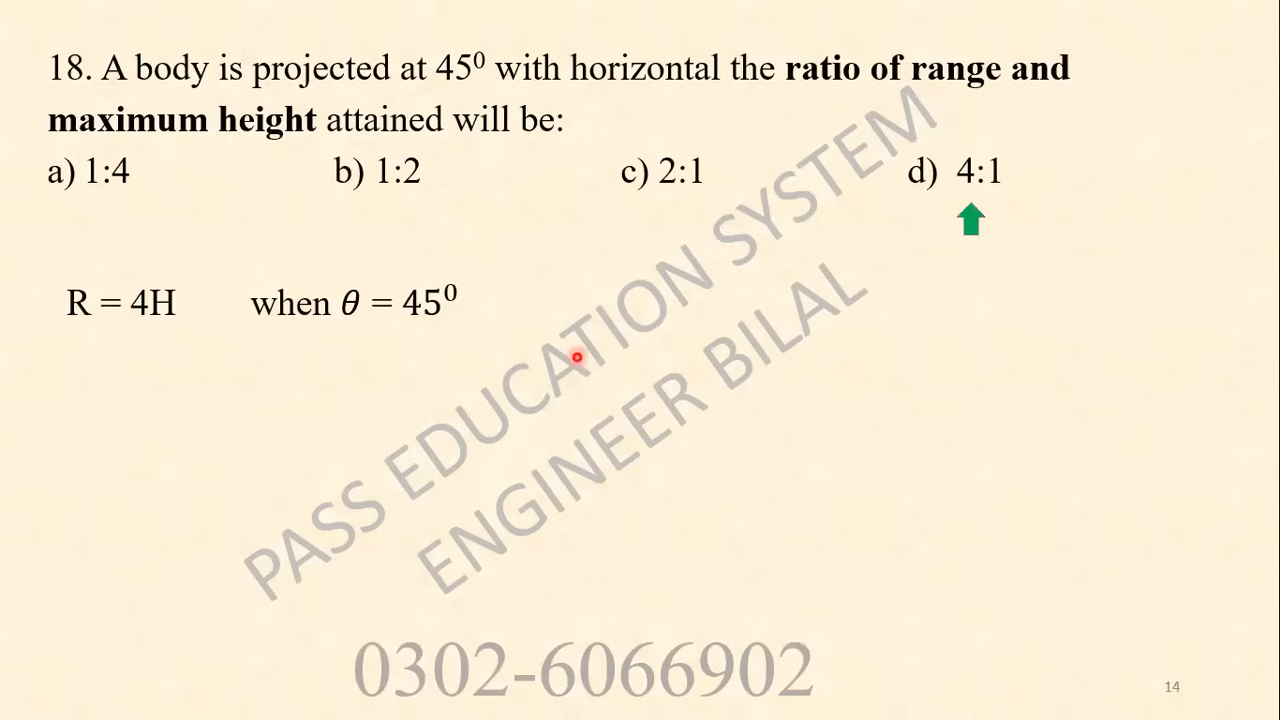 18. A body is projected at 45⁰ with horizontal the ratio of range and
maximum height attained will be:
a) 1:4 b) 1:2 c) 2:1 d) 4:1
R = 4H when 𝜃 = 45⁰
PASS EDUCATION SYSTEM
ENGINEER BILAL
0302-6066902
14